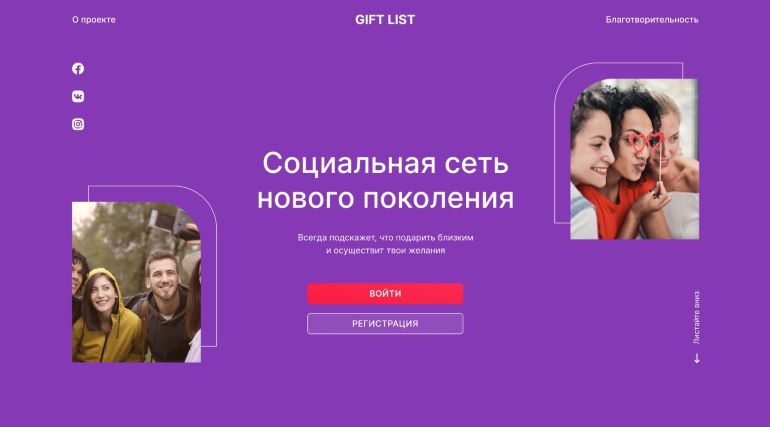 О проекте
GIFT LIST
Благотворительность
Социальная сеть
нового поколения
Всегда подскажет, что подарить близким
и осуществит твои желания
ВОЙТИ
РЕГИСТРАЦИЯ
Листайте вниз